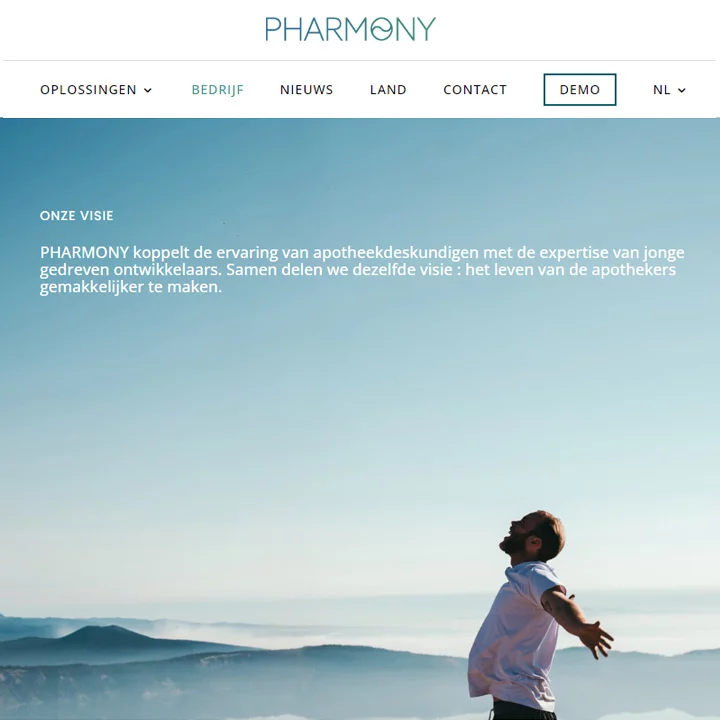 PHARMONY
OPLOSSINGEN BEDRIJF NIEUWS LAND CONTACT DEMO NL
ONZE VISIE
PHARMONY koppelt de ervaring van apotheekdeskundigen met de expertise van jonge
gedreven ontwikkelaars. Samen delen we dezelfde visie : het leven van de apothekers
gemakkelijker te maken.